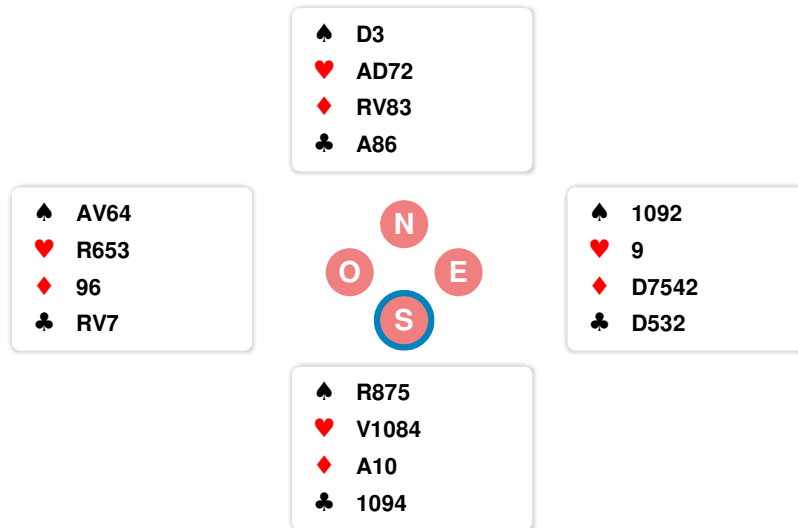 ♠ D3
♥ AD72
♦ RV83
♣ A86
♠ AV64
♥ R653
♦ 96
♣ RV7
N
O E
S
♠ 1092
♥ 9
♦ D7542
♣ D532
♠ R875
♥ V1084
♦ A10
♣ 1094